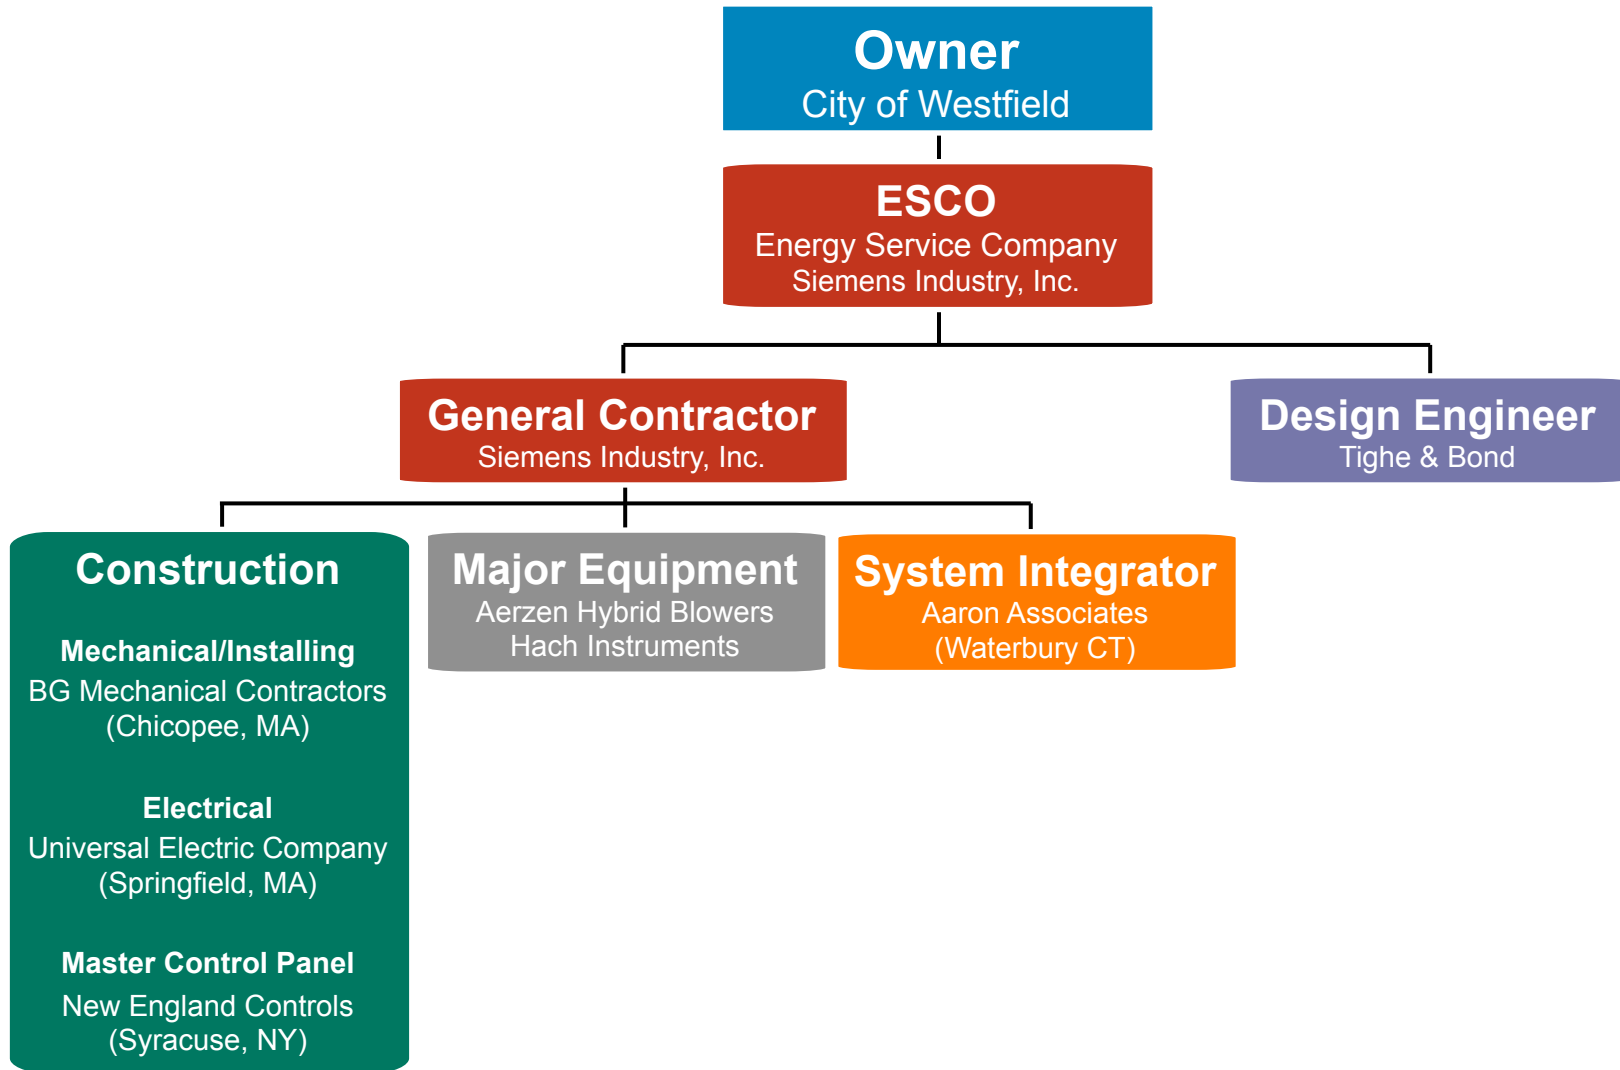 Owner
City of Westfield
ESCO
Energy Service Company
Siemens Industry, Inc.
General Contractor
Siemens Industry, Inc.
Design Engineer
Tighe & Bond
Construction
Mechanical/Installing
BG Mechanical Contractors
(Chicopee, MA)
Electrical
Universal Electric Company
(Springfield, MA)
Master Control Panel
New England Controls
(Syracuse, NY)
Major Equipment
Aerzen Hybrid Blowers
Hach Instruments
System Integrator
Aaron Associates
(Waterbury CT)